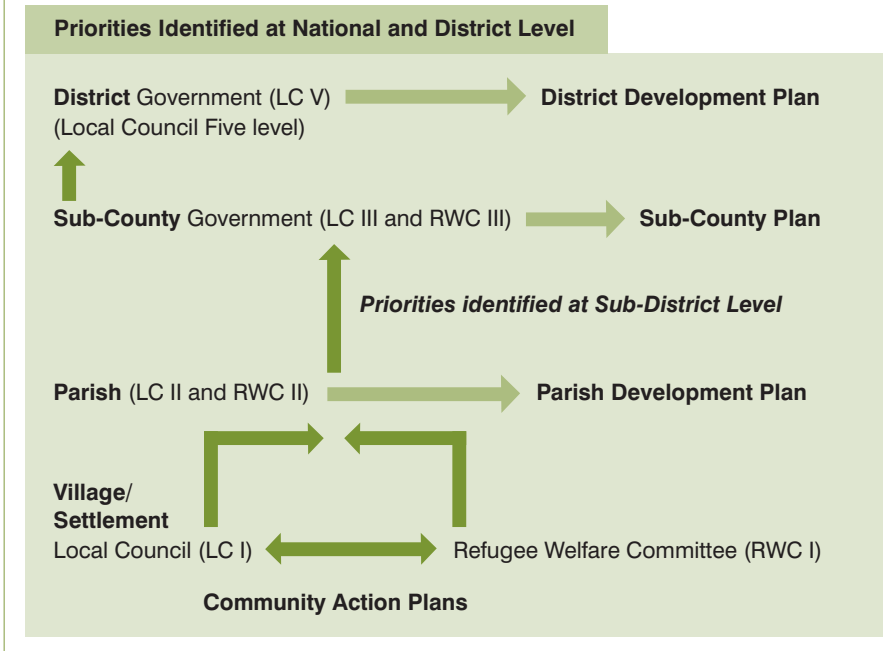 Priorities Identified at National and District Level
District Government (LC V)
(Local Council Five level)
District Development Plan
Sub-County Government (LC III and RWC III)
Sub-County Plan
Priorities identified at Sub-District Level
Parish (LC II and RWC II)
Parish Development Plan
Village/
Settlement
Local Council (LC I)
Refugee Welfare Committee (RWC I)
Community Action Plans